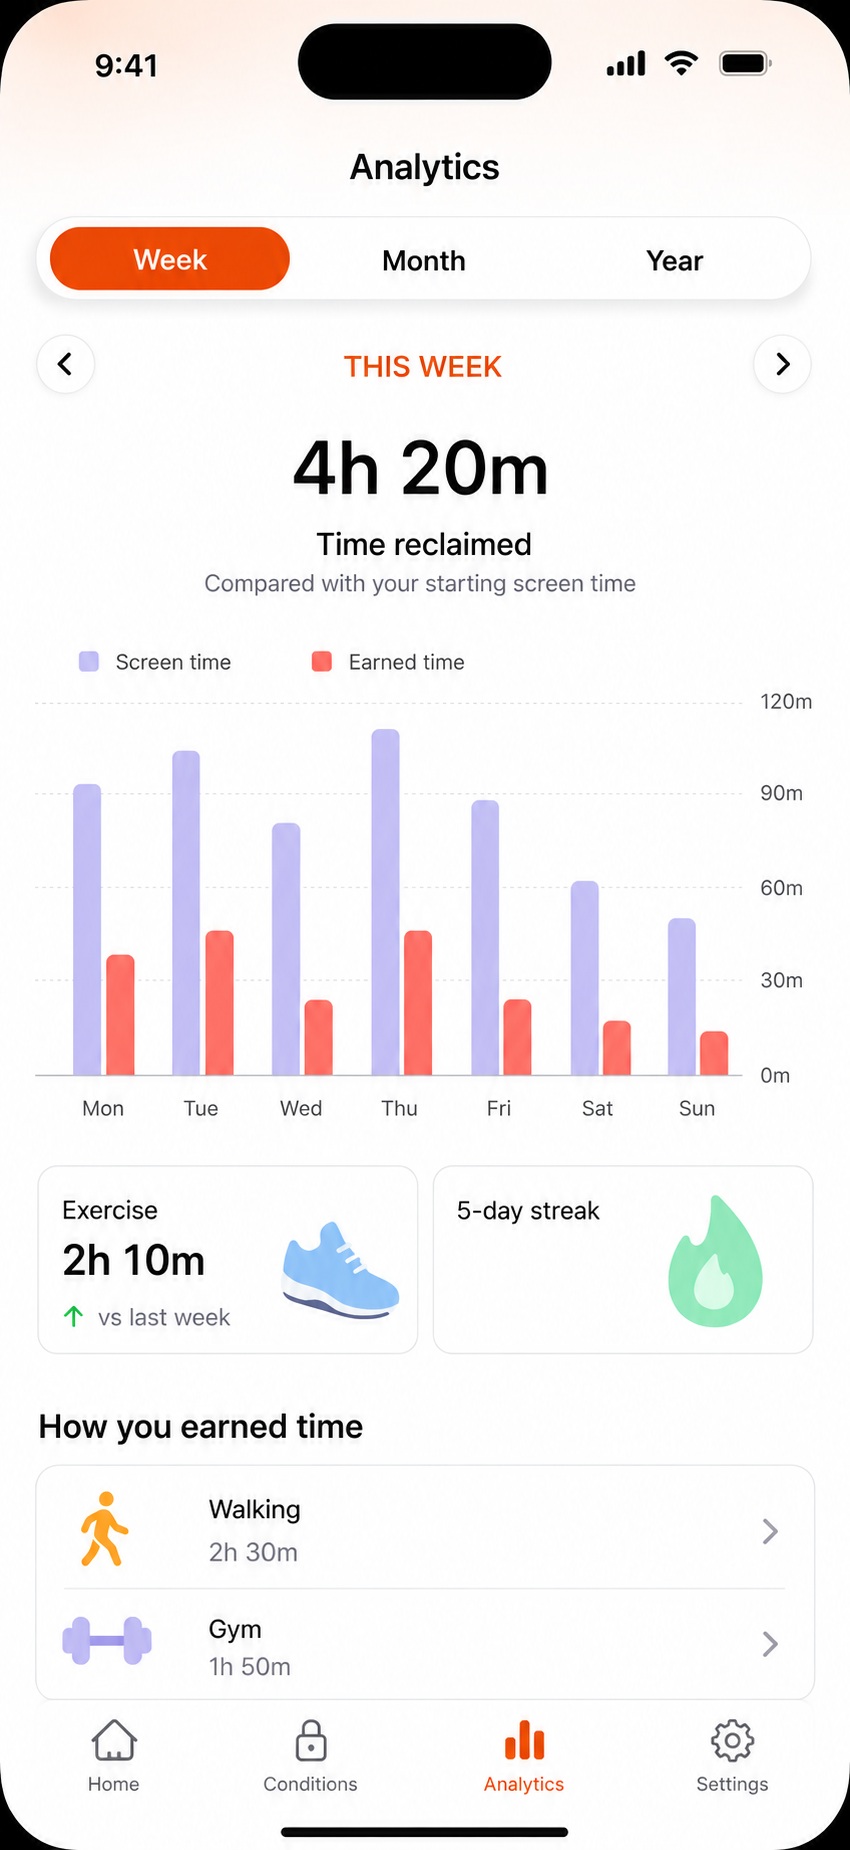 9:41
Analytics
Week Month Year
THIS WEEK
4h 20m
Time reclaimed
Compared with your starting screen time
Screen time Earned time
120m
90m
60m
30m
0m
Mon Tue Wed Thu Fri Sat Sun
Exercise
2h 10m
vs last week
5-day streak
How you earned time
Walking
2h 30m
Gym
1h 50m
Home Conditions Analytics Settings